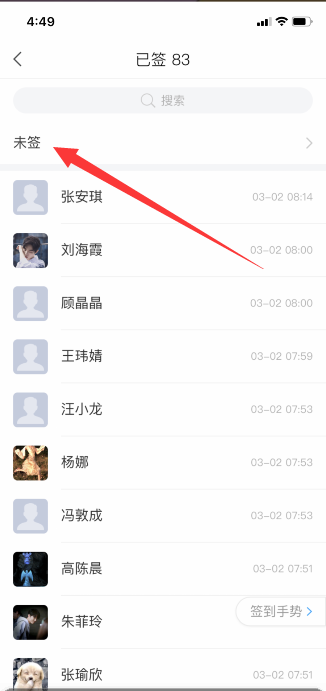 4:49
已签 83
搜索
未签
张安琪 03-02 08:14
刘海霞 03-02 08:00
顾晶晶 03-02 08:00
王玮婧 03-02 07:59
汪小龙 03-02 07:53
杨娜 03-02 07:53
冯敦成 03-02 07:53
高陈晨 03-02 07:51
朱菲玲
签到手势
张瑜欣 03-02 07:51